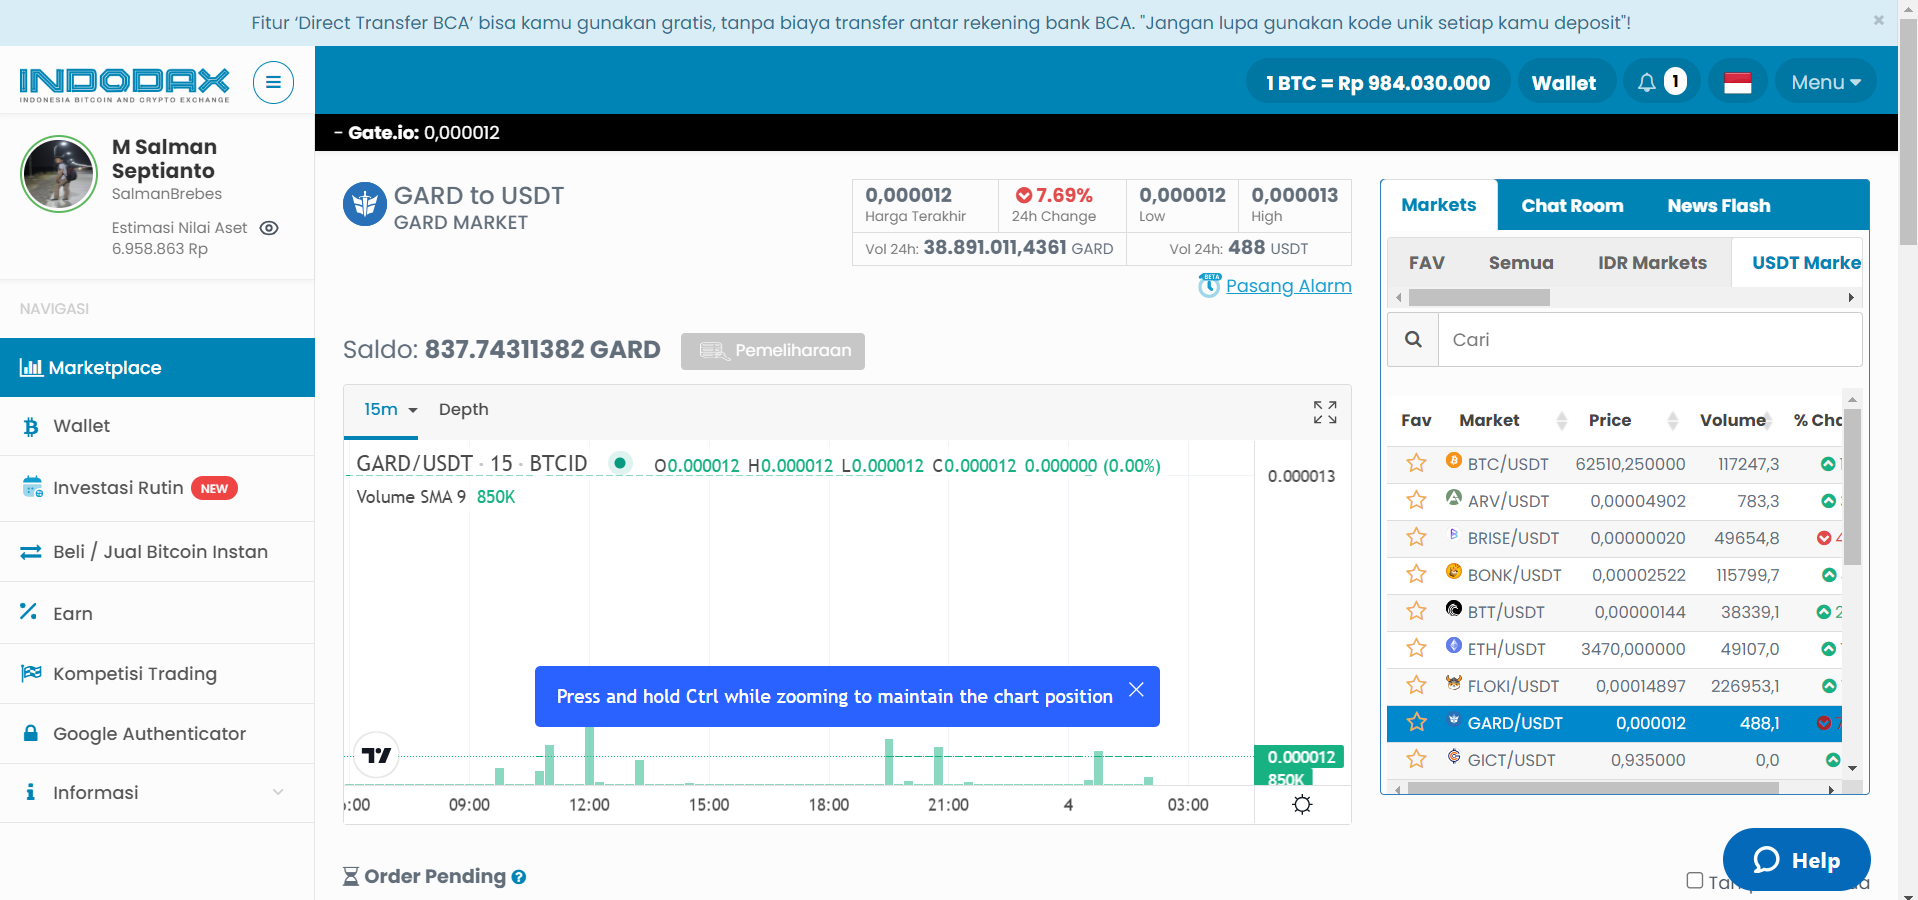 Fitur ‘Direct Transfer BCA’ bisa kamu gunakan gratis, tanpa biaya transfer antar rekening bank BCA. "Jangan lupa gunakan kode unik setiap kamu deposit"!
×
INDODAX
INDONESIA BITCOIN AND CRYPTO EXCHANGE
1 BTC = Rp 984.030.000
Wallet
1
Menu
- Gate.io: 0,000012
M Salman
Septianto
SalmanBrebes
Estimasi Nilai Aset
6.958.863 Rp
NAVIGASI
Marketplace
Wallet
Investasi Rutin NEW
Beli / Jual Bitcoin Instan
Earn
Kompetisi Trading
Google Authenticator
Informasi
GARD to USDT
GARD MARKET
0,000012
Harga Terakhir
7.69%
24h Change
0,000012
Low
0,000013
High
Vol 24h: 38.891.011,4361 GARD
Vol 24h: 488 USDT
BETA
Pasang Alarm
Saldo: 837.74311382 GARD
Pemeliharaan
15m
Depth
GARD/USDT · 15 · BTCID
O0.000012 H0.000012 L0.000012 C0.000012 0.000000 (0.00%)
Volume SMA 9 850K
0.000013
Press and hold Ctrl while zooming to maintain the chart position
0.000012
850K
:00 09:00 12:00 15:00 18:00 21:00 4 03:00
Order Pending ?
Markets Chat Room News Flash
FAV Semua IDR Markets USDT Marke
Cari
Fav Market Price Volume % Cha
BTC/USDT 62510,250000 117247,3
ARV/USDT 0,00004902 783,3
BRISE/USDT 0,00000020 49654,8 4
BONK/USDT 0,00002522 115799,7
BTT/USDT 0,00000144 38339,1 2
ETH/USDT 3470,000000 49107,0
FLOKI/USDT 0,00014897 226953,1
GARD/USDT 0,000012 488,1 7
GICT/USDT 0,935000 0,0
Help